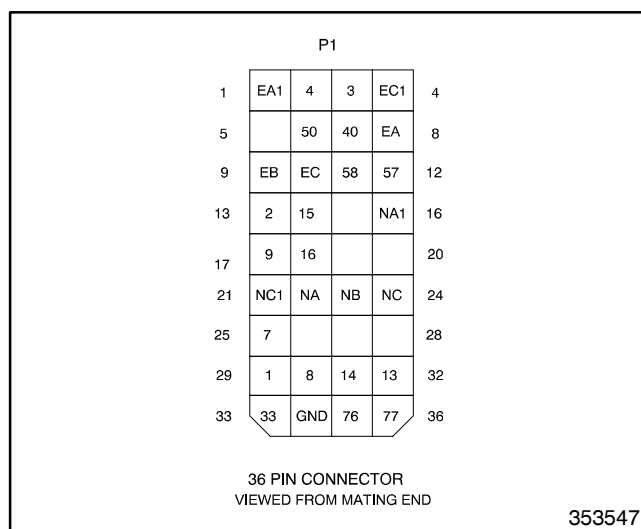 P1
1 EA1 4 3 EC1 4
5 50 40 EA 8
9 EB EC 58 57 12
13 2 15 NA1 16
17 9 16 20
21 NC1 NA NB NC 24
25 7 28
29 1 8 14 13 32
33 33 GND 76 77 36
36 PIN CONNECTOR
VIEWED FROM MATING END
353547